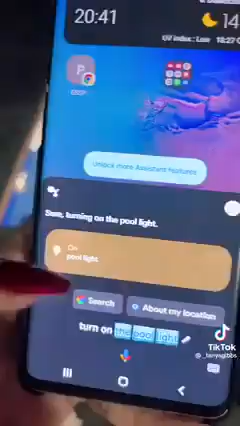 20:41
14
UV index: Low
Unlock more Assistant features
Sure, turning on the pool light.
On
pool light
Search
About my location
turn on the pool light
TikTok